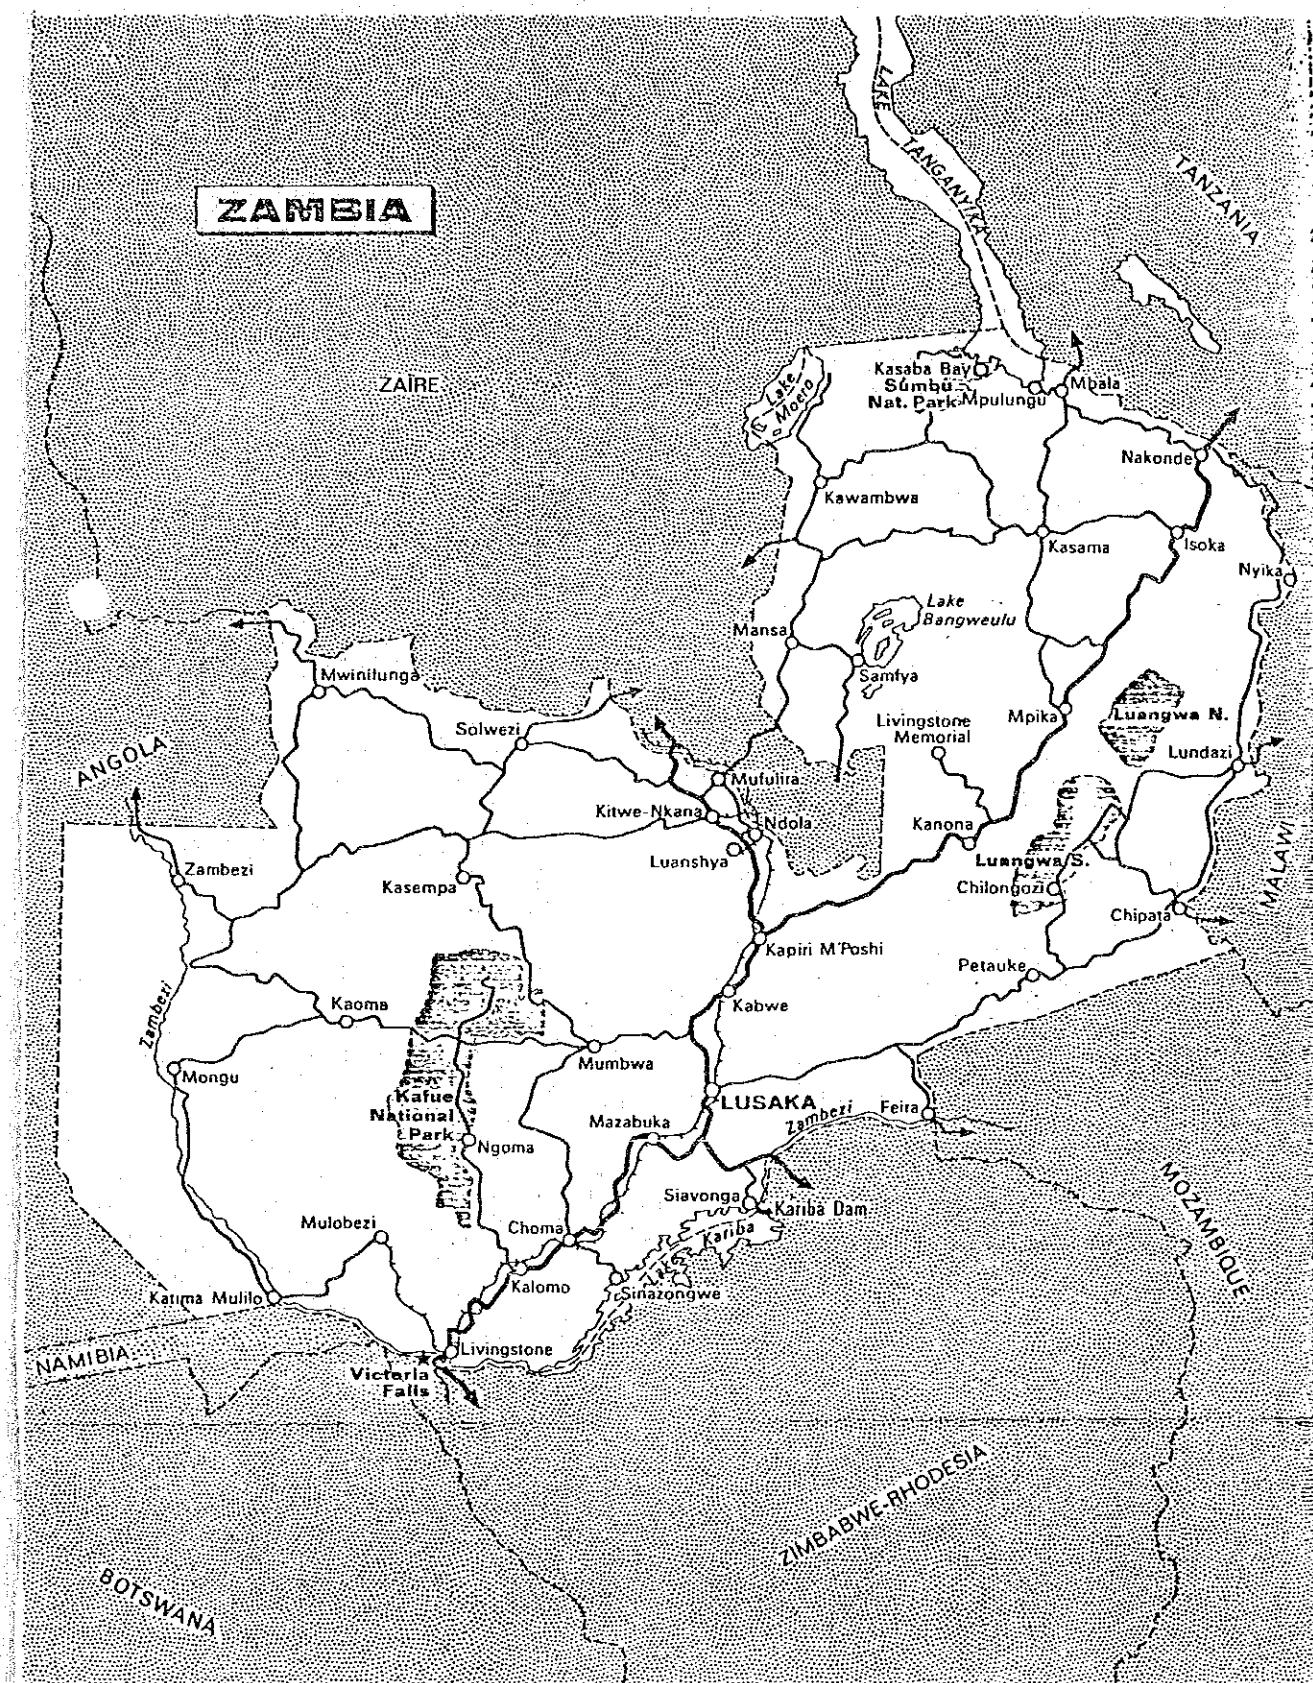 LAKE
TANGANYIKA
TANZANIA
ZAMBIA
ZAÏRE
Lake
Moero
Kasaba Bay
Sumbu
Nat. Park
Mpulungu
Mbala
Nakonde
Kawambwa
Kasama
Isoka
Nyika
Lake
Bangweulu
Mansa
Samfya
Mwinilunga
Solwezi
Livingstone
Memorial
Mpika
Luangwa N.
Lundazi
ANGOLA
Mufulira
Kitwe-Nkana
Ndola
Kanona
Luanshya
Luangwa S.
Chilongozi
Zambezi
Kasempa
Chipata
MALAWI
Kapiri M'Poshi
Petauke
Kabwe
Kaoma
Zambezi
Mumbwa
Mongu
Kafue
National
Park
LUSAKA
Zambezi
Feira
Mazabuka
Ngoma
Siavonga
Kariba Dam
MOZAMBIQUE
Mulobezi
Choma
Lake Kariba
Kalomo
Sinazongwe
Katima Mulilo
NAMIBIA
Livingstone
Victoria
Falls
ZIMBABWE-RHODESIA
BOTSWANA